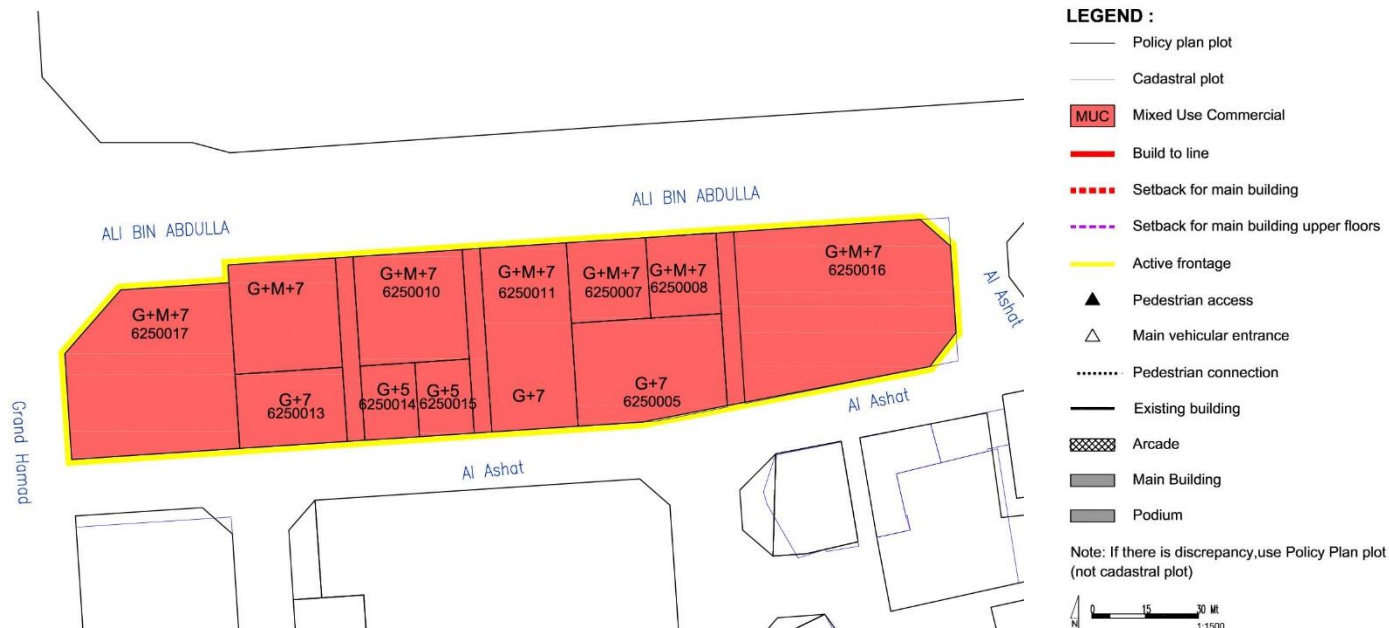 ALI BIN ABDULLA
ALI BIN ABDULLA
G+M+7
6250017
G+M+7
G+M+7
6250010
G+M+7
6250011
G+M+7
6250007
G+M+7
6250008
G+M+7
6250016
G+7
6250013
G+5
6250014
G+5
6250015
G+7
G+7
6250005
Al Ashat
Al Ashat
Al Ashat
Grand Hamad
LEGEND :
Policy plan plot
Cadastral plot
MUC Mixed Use Commercial
Build to line
Setback for main building
Setback for main building upper floors
Active frontage
Pedestrian access
Main vehicular entrance
Pedestrian connection
Existing building
Arcade
Main Building
Podium
Note: If there is discrepancy,use Policy Plan plot
(not cadastral plot)
N
0 15 30 Mt
1:1500